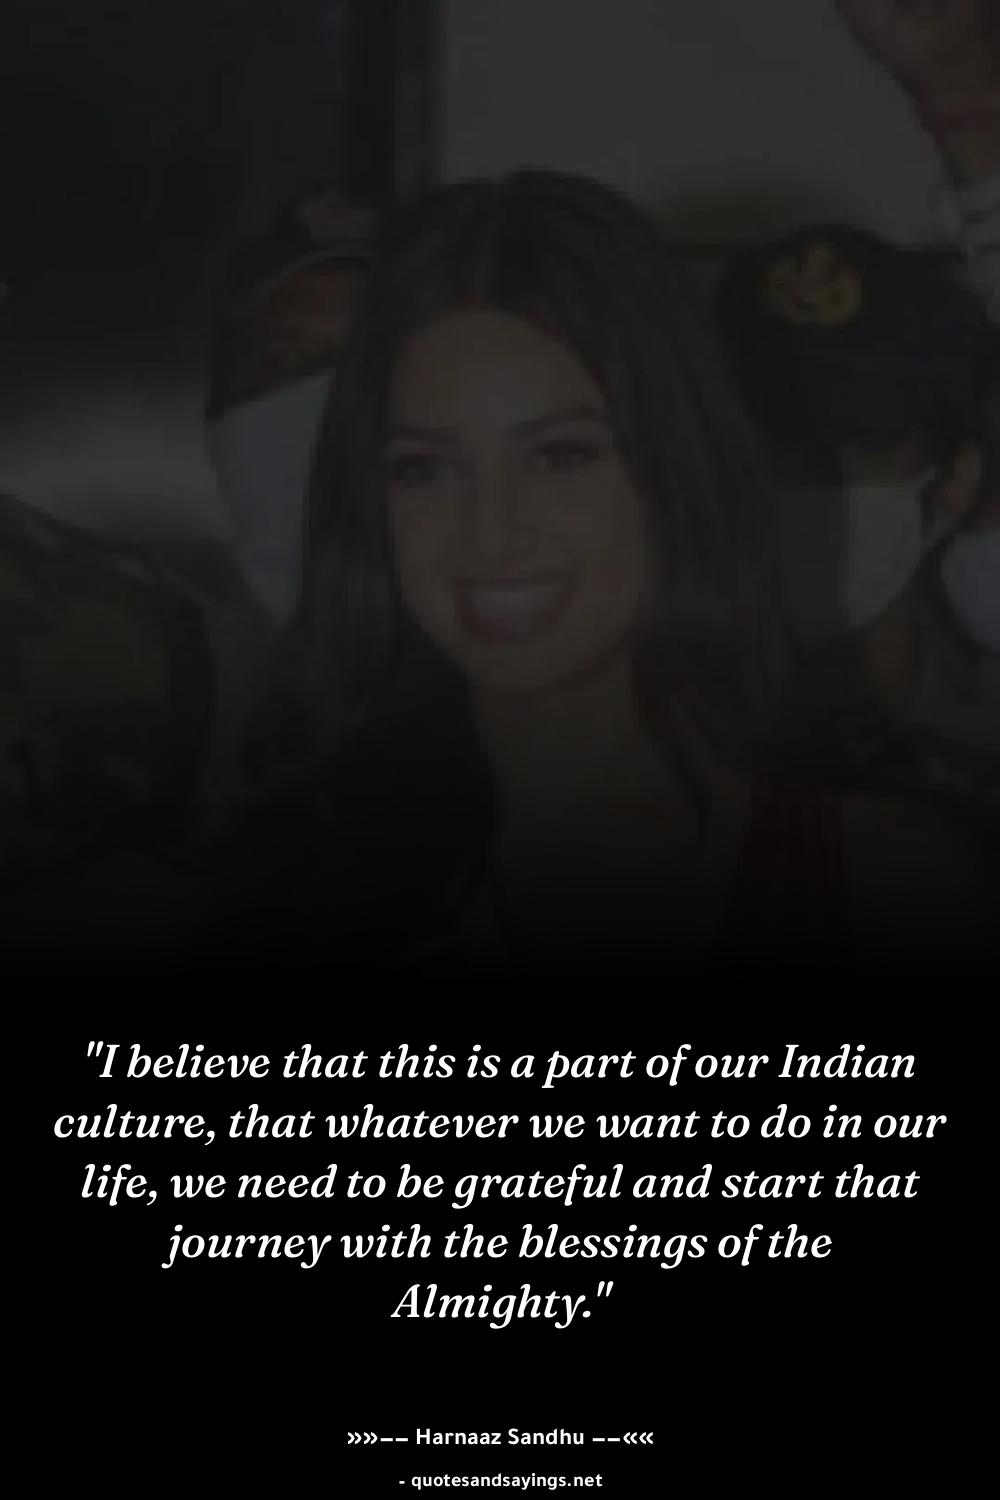 "I believe that this is a part of our Indian
culture, that whatever we want to do in our
life, we need to be grateful and start that
journey with the blessings of the
Almighty."
»»–– Harnaaz Sandhu ––««
- quotesandsayings.net